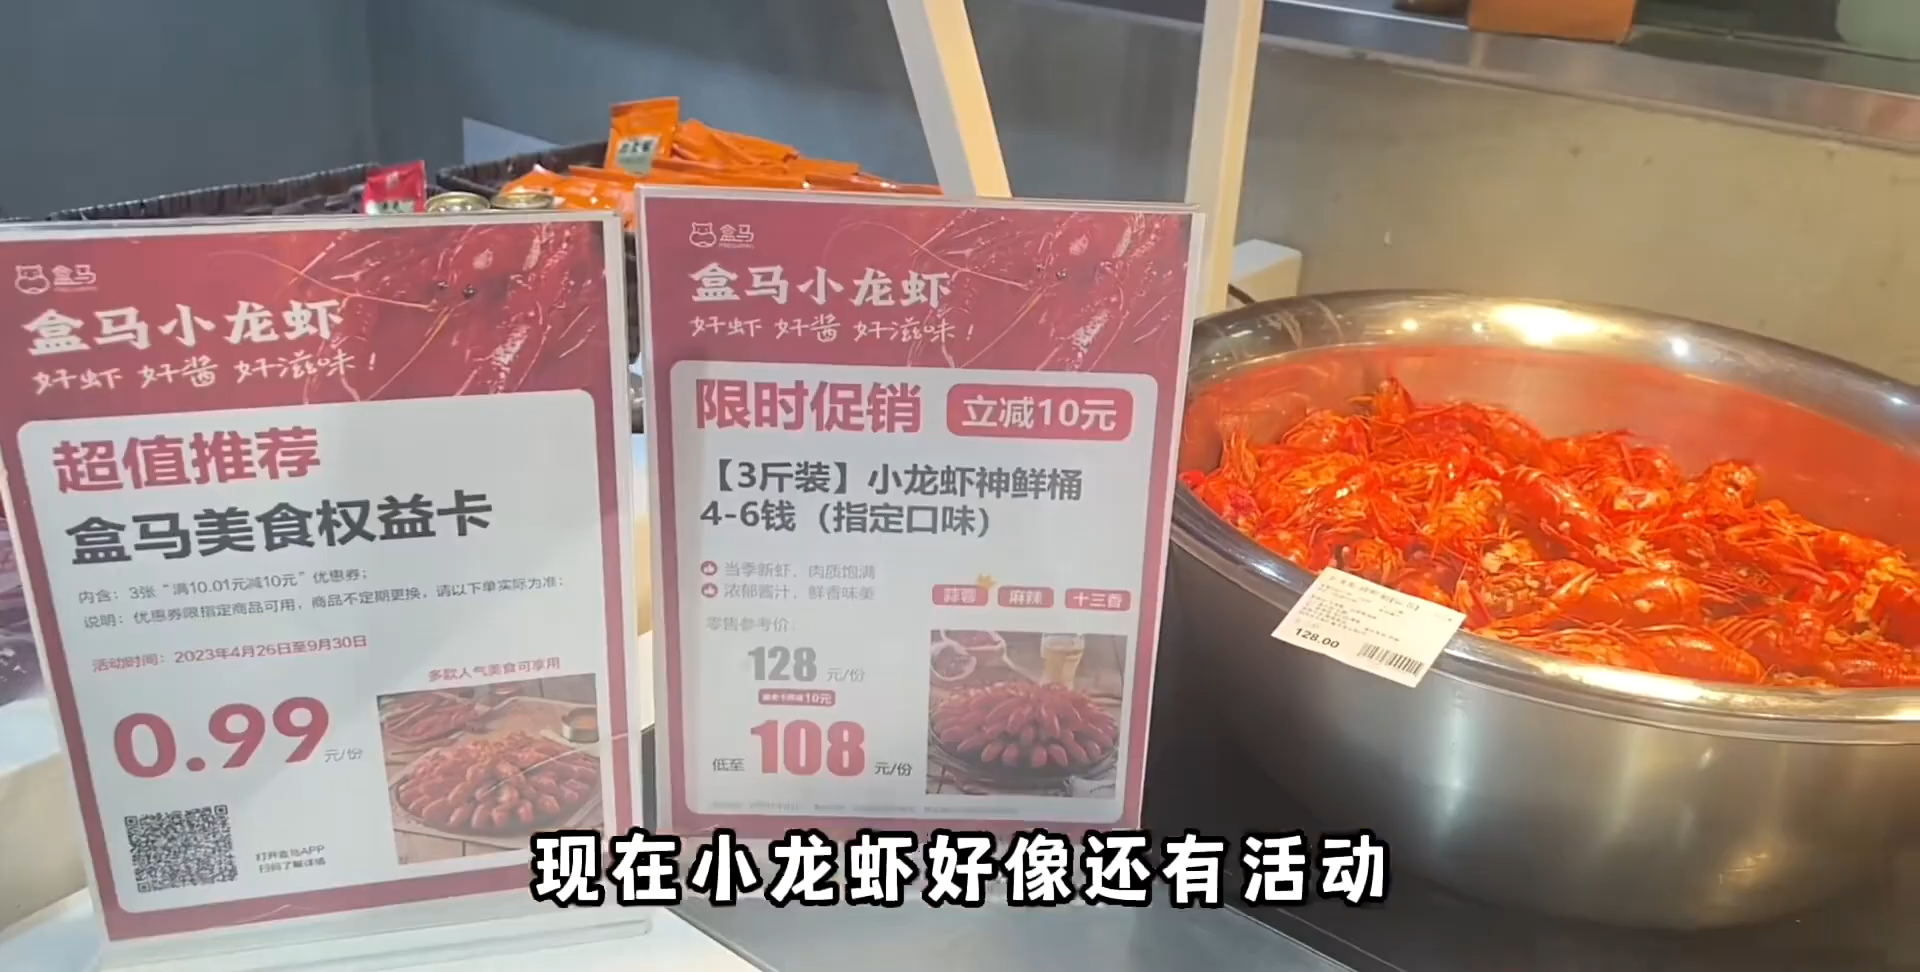 盒马
盒马小龙虾
好虾 好酱 好滋味！
超值推荐
盒马美食权益卡
内含：3张“满10.01元减10元”优惠券；
说明：优惠券限指定商品可用，商品不定期更换，请以下单实际为准；
活动时间：2023年4月26日至9月30日
多款人气美食可享用
0.99元/份
打开盒马APP
扫码了解详情
盒马
盒马小龙虾
好虾 好酱 好滋味！
限时促销 立减10元
【3斤装】小龙虾神鲜桶
4-6钱（指定口味）
当季新虾，肉质饱满
浓郁酱汁，鲜香味美
蒜蓉 麻辣 十三香
零售参考价：
128元/份
低至108元/份
128.00
现在小龙虾好像还有活动